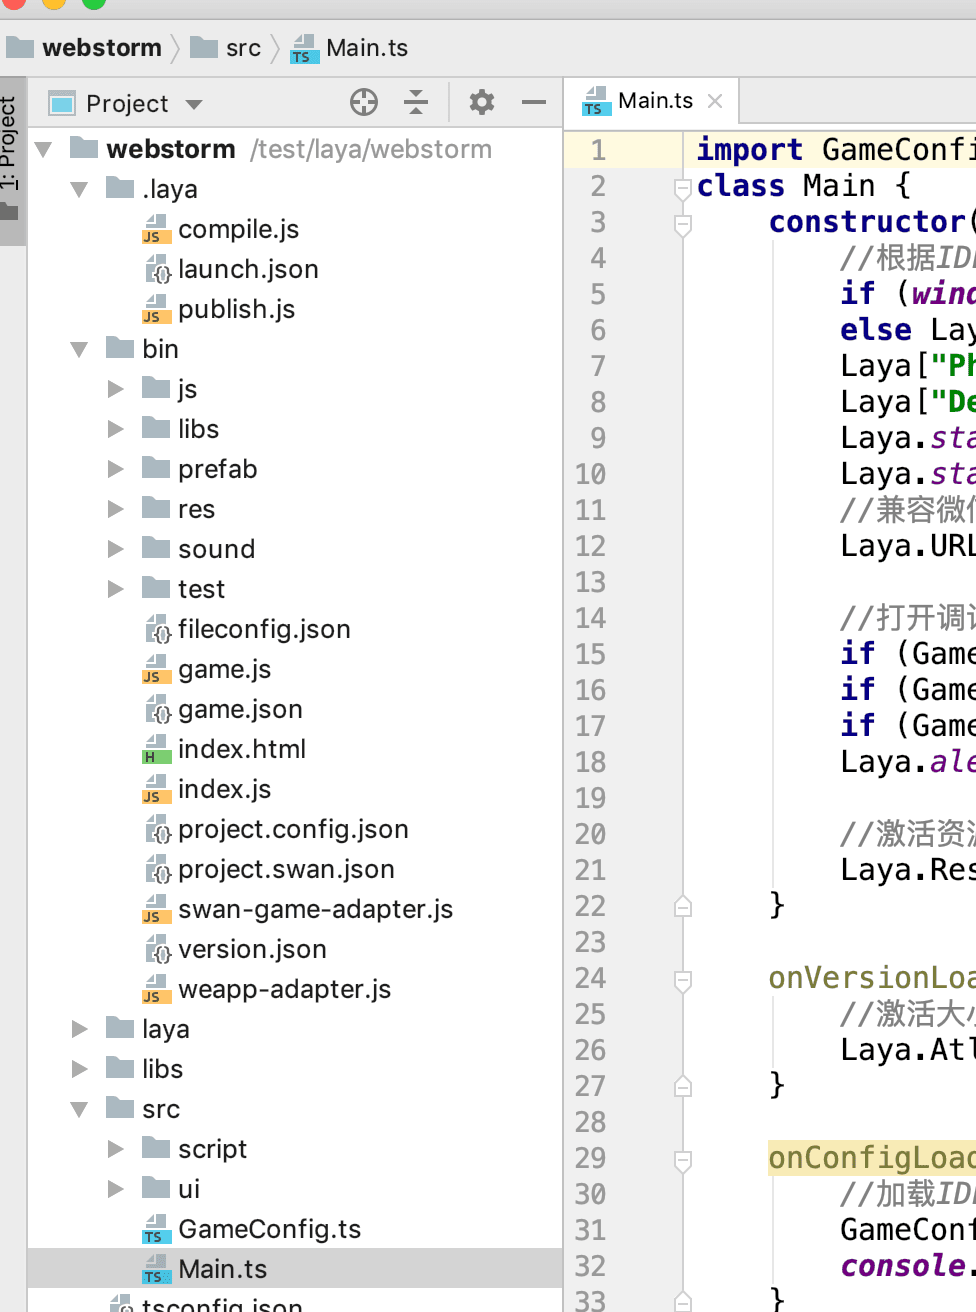 webstorm src Main.ts
1: Project
Project
Main.ts
webstorm /test/laya/webstorm
.laya
JS compile.js
launch.json
JS publish.js
bin
js
libs
prefab
res
sound
test
fileconfig.json
JS game.js
game.json
H index.html
JS index.js
project.config.json
project.swan.json
JS swan-game-adapter.js
version.json
JS weapp-adapter.js
laya
libs
src
script
ui
TS GameConfig.ts
TS Main.ts
tsconfig.json
1 import GameConfi
2 class Main {
3 constructor(
4 //根据IDE
5 if (wind
6 else Lay
7 Laya["Ph
8 Laya["De
9 Laya.sta
10 Laya.sta
11 //兼容微信
12 Laya.URL
13
14 //打开调试
15 if (Game
16 if (Game
17 if (Game
18 Laya.ale
19
20 //激活资源
21 Laya.Res
22 }
23
24 onVersionLoa
25 //激活大小
26 Laya.Atl
27 }
28
29 onConfigLoad
30 //加载IDE
31 GameConf
32 console.
33 }